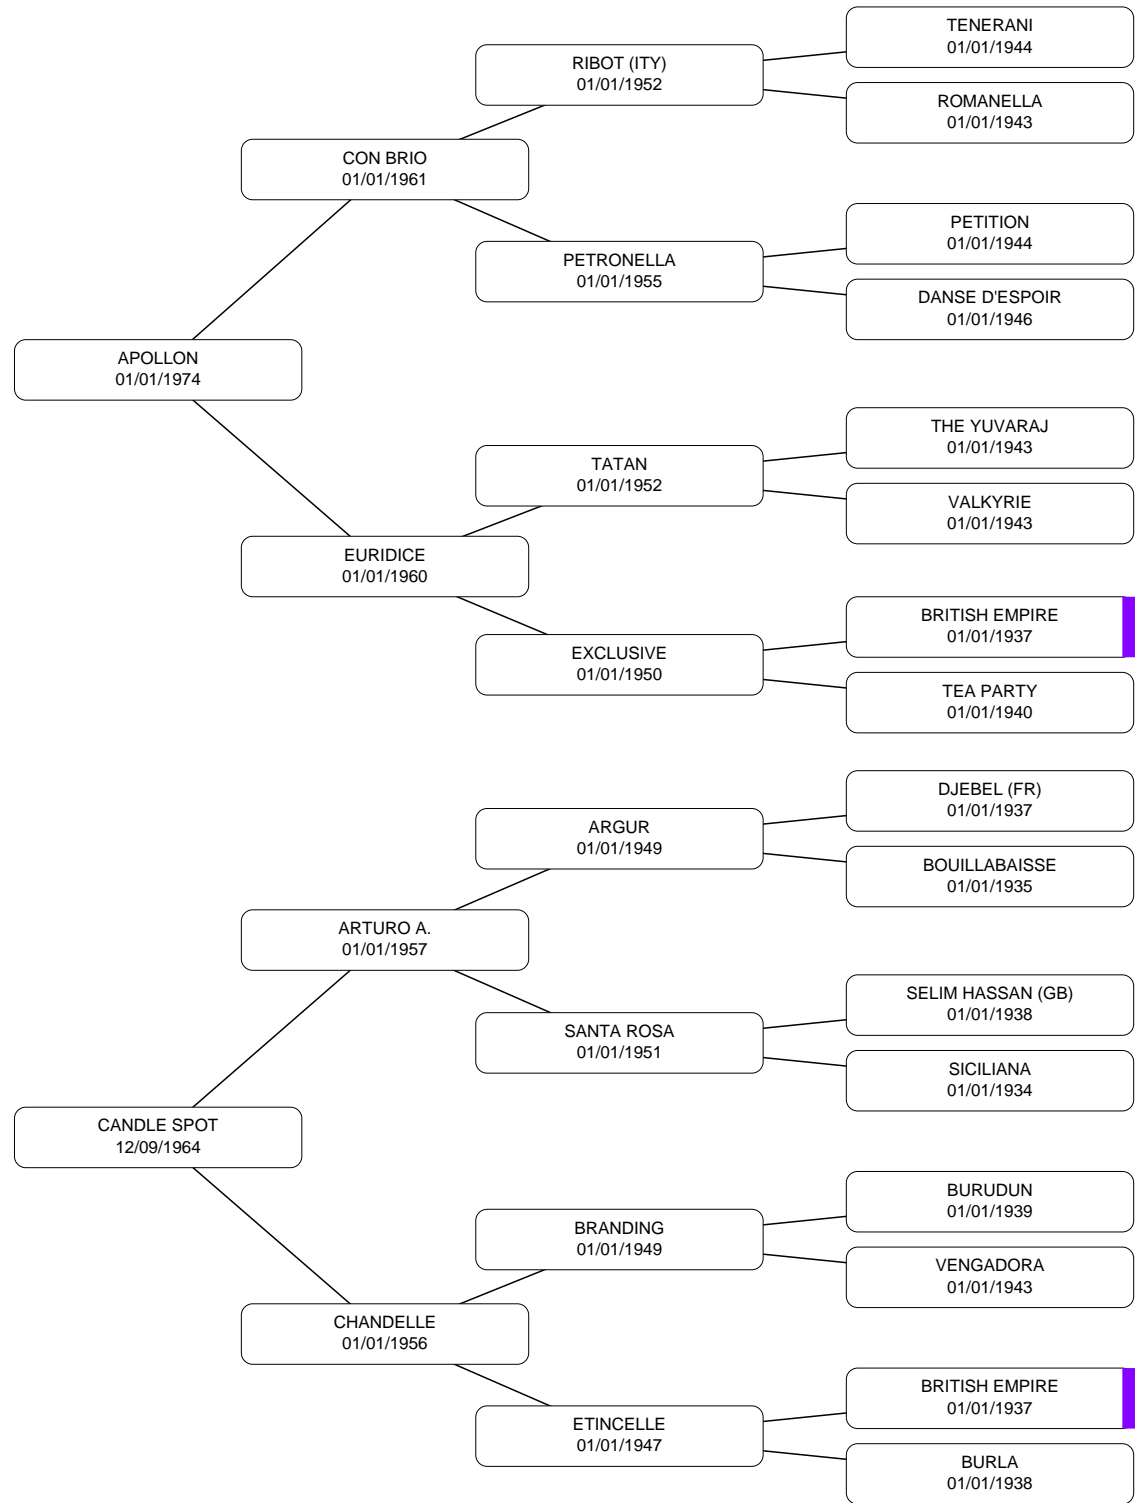 TENERANI
01/01/1944
RIBOT (ITY)
01/01/1952
ROMANELLA
01/01/1943
CON BRIO
01/01/1961
PETITION
01/01/1944
PETRONELLA
01/01/1955
DANSE D'ESPOIR
01/01/1946
APOLLON
01/01/1974
THE YUVARAJ
01/01/1943
TATAN
01/01/1952
VALKYRIE
01/01/1943
EURIDICE
01/01/1960
BRITISH EMPIRE
01/01/1937
EXCLUSIVE
01/01/1950
TEA PARTY
01/01/1940
DJEBEL (FR)
01/01/1937
ARGUR
01/01/1949
BOUILLABAISSE
01/01/1935
ARTURO A.
01/01/1957
SELIM HASSAN (GB)
01/01/1938
SANTA ROSA
01/01/1951
SICILIANA
01/01/1934
CANDLE SPOT
12/09/1964
BURUDUN
01/01/1939
BRANDING
01/01/1949
VENGADORA
01/01/1943
CHANDELLE
01/01/1956
BRITISH EMPIRE
01/01/1937
ETINCELLE
01/01/1947
BURLA
01/01/1938